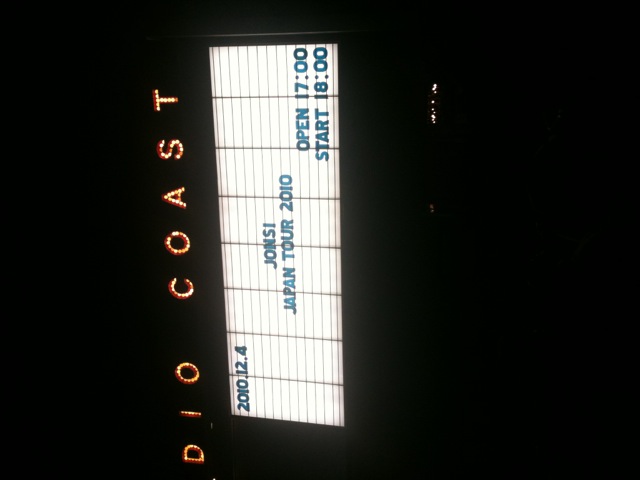 DIO COAST
2010.12.4
JONSI
JAPAN TOUR 2010
OPEN 17:00
START 18:00